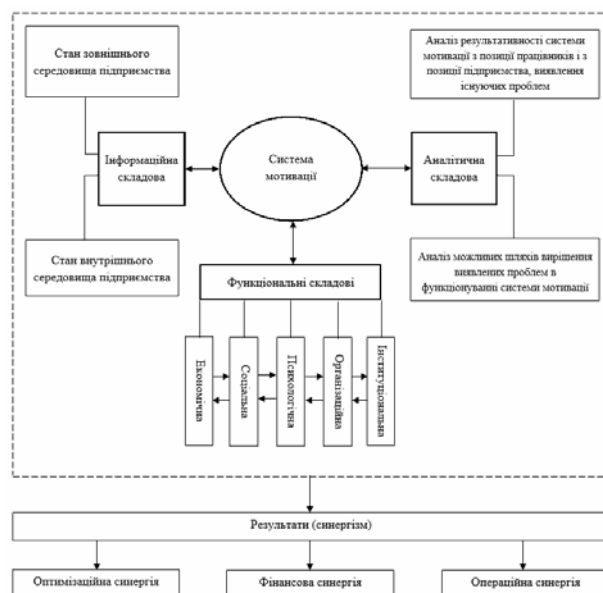 Стан зовнішнього
середовища підприємства
Аналіз результативності системи
мотивації з позиції працівників і з
позиції підприємства, виявлення
існуючих проблем
Інформаційна
складова
Система
мотивації
Аналітична
складова
Стан внутрішнього
середовища підприємства
Аналіз можливих шляхів вирішення
виявлених проблем в
функціонуванні системи мотивації
Функціональні складові
Економічна
Соціальна
Психологічна
Організаційна
Інституціональна
Результати (синергізм)
Оптимізаційна синергія
Фінансова синергія
Операційна синергія